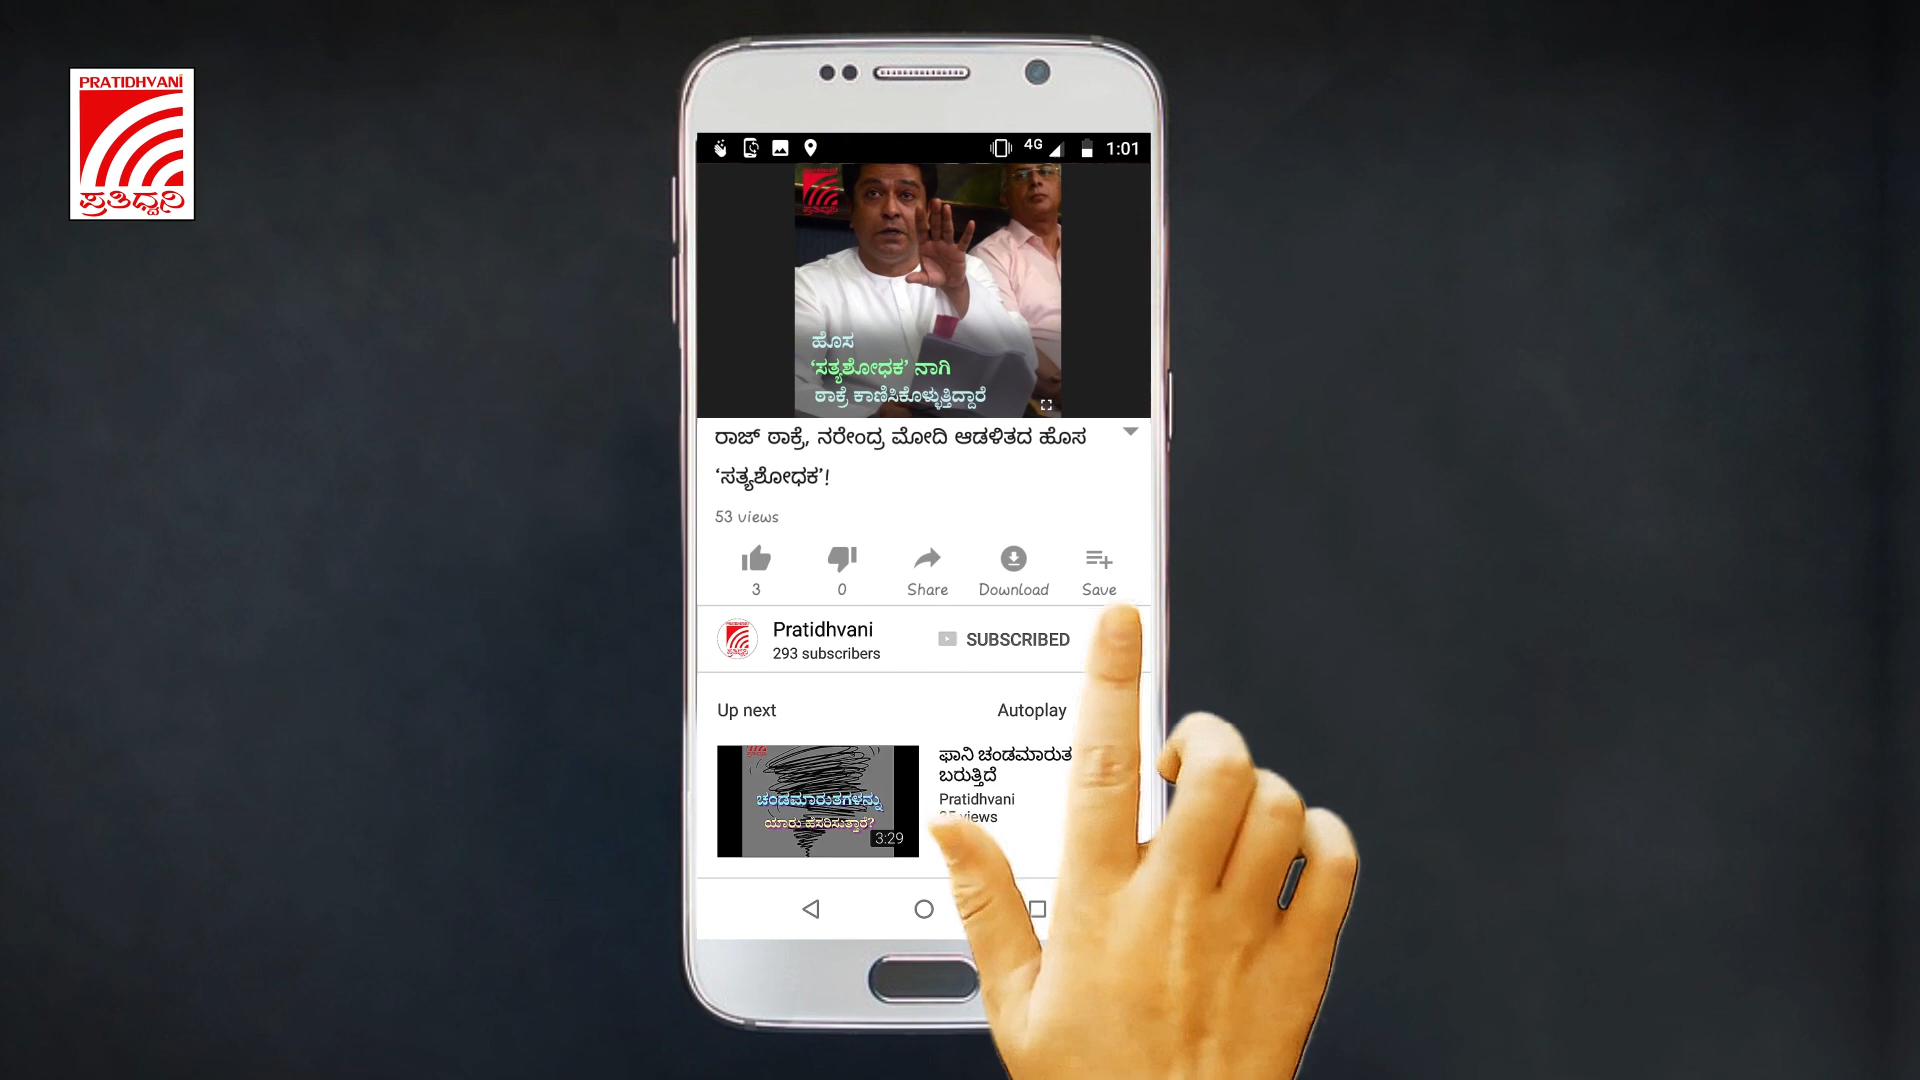 PRATIDHVANI
ಪ್ರತಿಧ್ವನಿ
4G 1:01
ಹೊಸ
‘ಸತ್ಯಶೋಧಕ’ ನಾಗಿ
ಠಾಕ್ರೆ ಕಾಣಿಸಿಕೊಳ್ಳುತ್ತಿದ್ದಾರೆ
ರಾಜ್ ಠಾಕ್ರೆ, ನರೇಂದ್ರ ಮೋದಿ ಆಡಳಿತದ ಹೊಸ
‘ಸತ್ಯಶೋಧಕ’!
53 views
3 0 Share Download Save
Pratidhvani
293 subscribers
SUBSCRIBED
Up next Autoplay
ಚಂಡಮಾರುತಗಳನ್ನು
ಯಾರು ಹೆಸರಿಸುತ್ತಾರೆ?
3:29
ಫಾನಿ ಚಂಡಮಾರುತ
ಬರುತ್ತಿದೆ
Pratidhvani
views